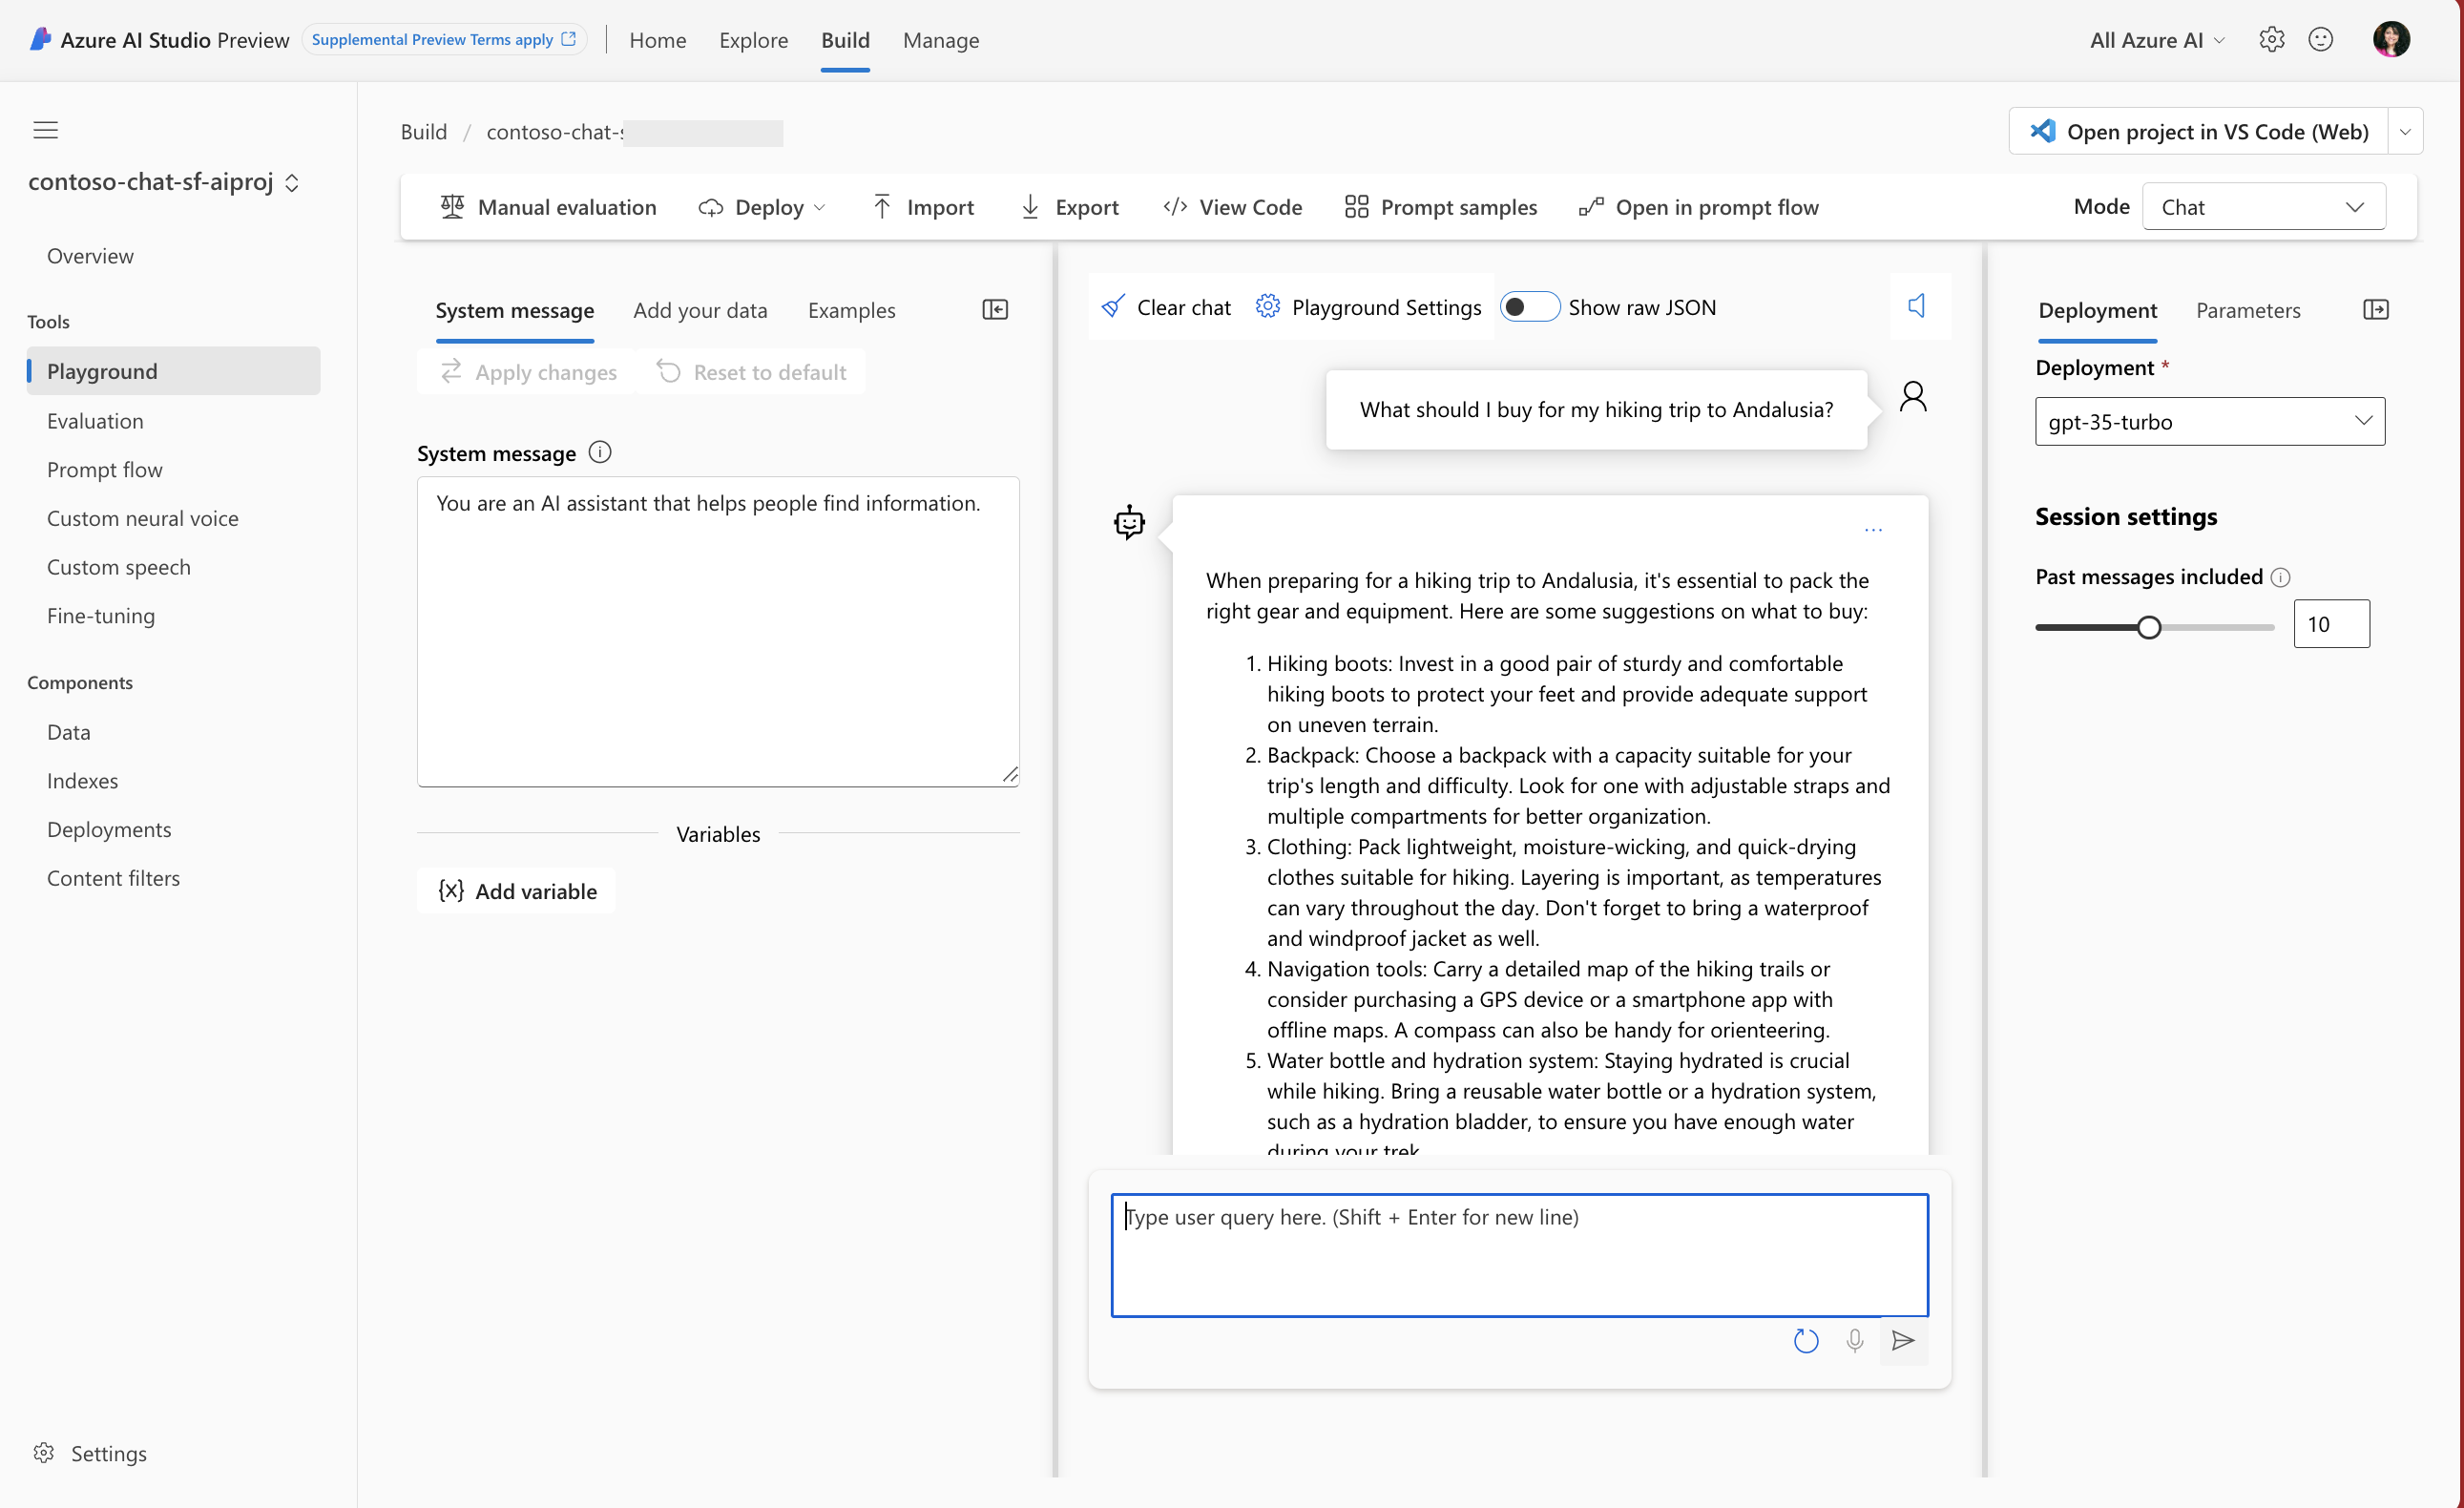 Azure AI Studio Preview
Supplemental Preview Terms apply
Home
Explore
Build
Manage
All Azure AI
contoso-chat-sf-aiproj
Overview
Tools
Playground
Evaluation
Prompt flow
Custom neural voice
Custom speech
Fine-tuning
Components
Data
Indexes
Deployments
Content filters
Settings
Build / contoso-chat-s
Open project in VS Code (Web)
Manual evaluation
Deploy
Import
Export
</> View Code
Prompt samples
Open in prompt flow
Mode
Chat
System message
Add your data
Examples
Apply changes
Reset to default
System message
You are an AI assistant that helps people find information.
Variables
{x} Add variable
Clear chat
Playground Settings
Show raw JSON
What should I buy for my hiking trip to Andalusia?
...
When preparing for a hiking trip to Andalusia, it's essential to pack the
right gear and equipment. Here are some suggestions on what to buy:
1. Hiking boots: Invest in a good pair of sturdy and comfortable
hiking boots to protect your feet and provide adequate support
on uneven terrain.
2. Backpack: Choose a backpack with a capacity suitable for your
trip's length and difficulty. Look for one with adjustable straps and
multiple compartments for better organization.
3. Clothing: Pack lightweight, moisture-wicking, and quick-drying
clothes suitable for hiking. Layering is important, as temperatures
can vary throughout the day. Don't forget to bring a waterproof
and windproof jacket as well.
4. Navigation tools: Carry a detailed map of the hiking trails or
consider purchasing a GPS device or a smartphone app with
offline maps. A compass can also be handy for orienteering.
5. Water bottle and hydration system: Staying hydrated is crucial
while hiking. Bring a reusable water bottle or a hydration system,
such as a hydration bladder, to ensure you have enough water
during your trek
Type user query here. (Shift + Enter for new line)
Deployment
Parameters
Deployment *
gpt-35-turbo
Session settings
Past messages included
10